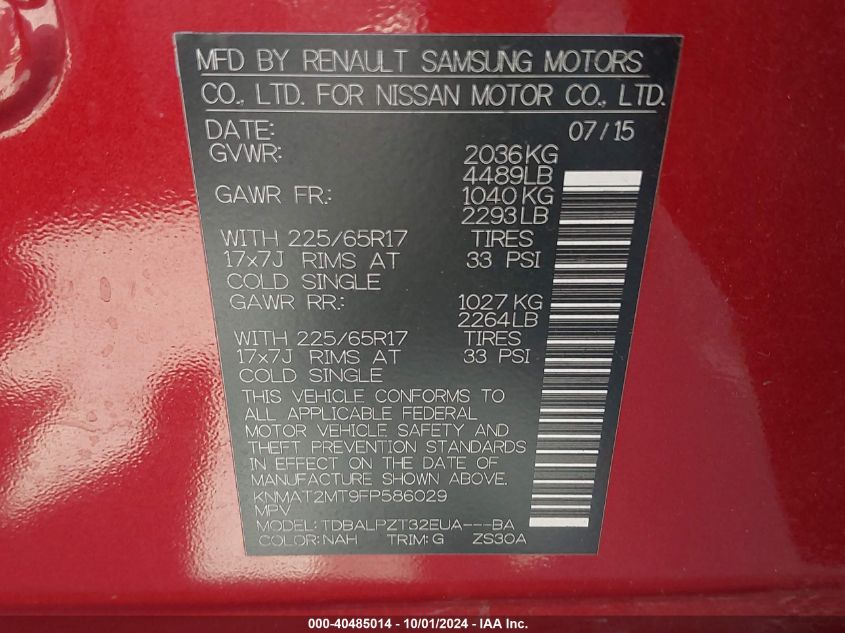 MFD BY RENAULT SAMSUNG MOTORS
CO., LTD. FOR NISSAN MOTOR CO., LTD.
DATE: 07/15
GVWR: 2036KG
4489LB
GAWR FR.: 1040 KG
2293LB
WITH 225/65R17 TIRES
17x7J RIMS AT 33 PSI
COLD SINGLE
GAWR RR.: 1027 KG
2264LB
WITH 225/65R17 TIRES
17x7J RIMS AT 33 PSI
COLD SINGLE
THIS VEHICLE CONFORMS TO
ALL APPLICABLE FEDERAL
MOTOR VEHICLE SAFETY AND
THEFT PREVENTION STANDARDS
IN EFFECT ON THE DATE OF
MANUFACTURE SHOWN ABOVE.
KNMAT2MT9FP586029
MPV
MODEL: TDBALPZT32EUA---BA
COLOR: NAH TRIM: G ZS30A
000-40485014 - 10/01/2024 - IAA Inc.